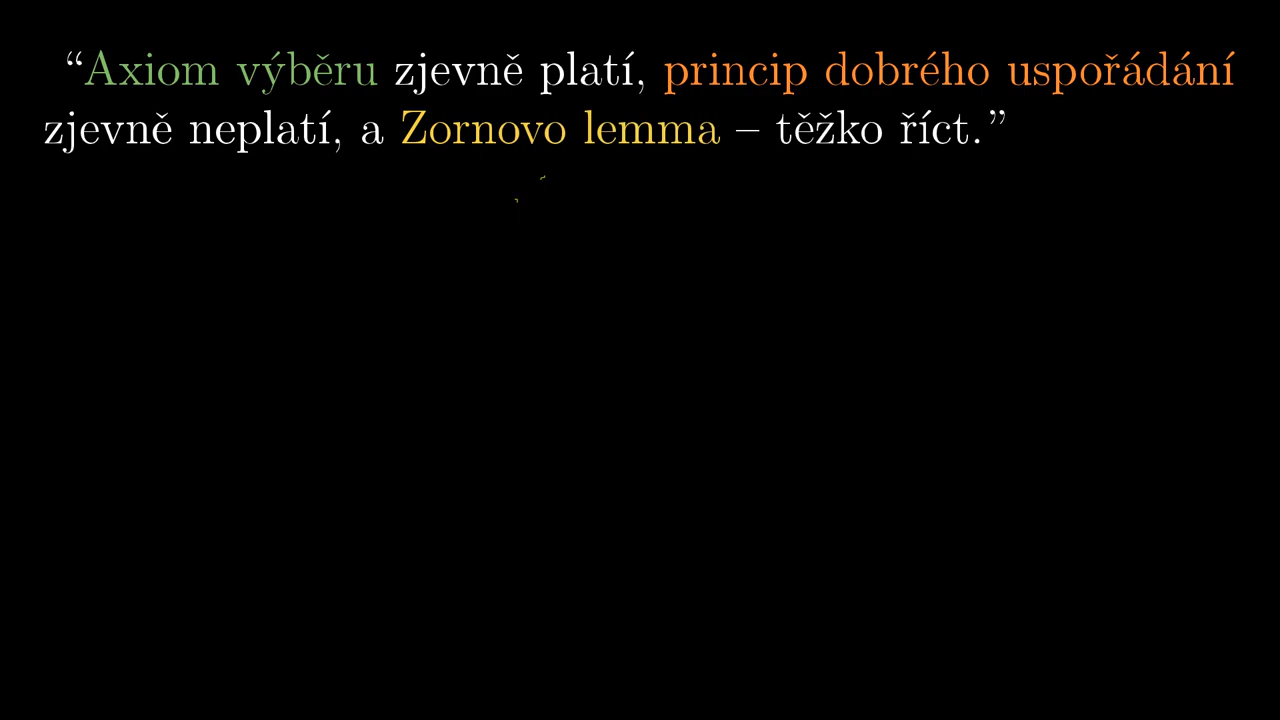 “Axiom výběru zjevně platí, princip dobrého uspořádání
zjevně neplatí, a Zornovo lemma – těžko říct.”